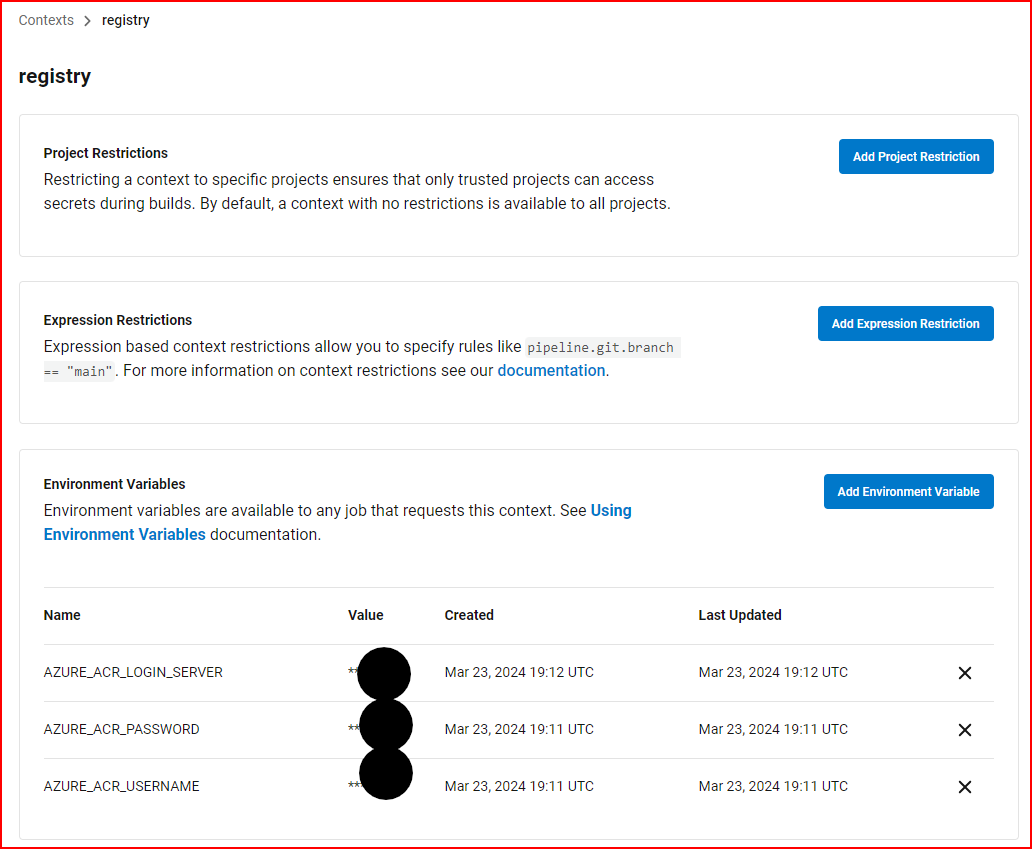 Contexts > registry
registry
Project Restrictions
Add Project Restriction
Restricting a context to specific projects ensures that only trusted projects can access
secrets during builds. By default, a context with no restrictions is available to all projects.
Expression Restrictions
Add Expression Restriction
Expression based context restrictions allow you to specify rules like pipeline.git.branch
== "main". For more information on context restrictions see our documentation.
Environment Variables
Add Environment Variable
Environment variables are available to any job that requests this context. See Using
Environment Variables documentation.
Name Value Created Last Updated
AZURE_ACR_LOGIN_SERVER ** Mar 23, 2024 19:12 UTC Mar 23, 2024 19:12 UTC
AZURE_ACR_PASSWORD ** Mar 23, 2024 19:11 UTC Mar 23, 2024 19:11 UTC
AZURE_ACR_USERNAME ** Mar 23, 2024 19:11 UTC Mar 23, 2024 19:11 UTC